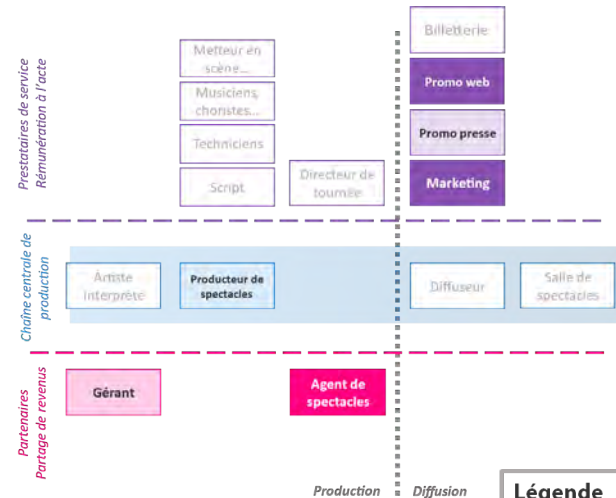 Prestataires de service
Rémunération à l'acte
Metteur en
scène...
Musiciens,
choristes...
Techniciens
Script
Directeur de
tournée
Billetterie
Promo web
Promo presse
Marketing
Chaîne centrale de
production
Artiste
interprète
Producteur de
spectacles
Diffuseur
Salle de
spectacles
Partenaires
Partage de revenus
Gérant
Agent de
spectacles
Production
Diffusion
Légende